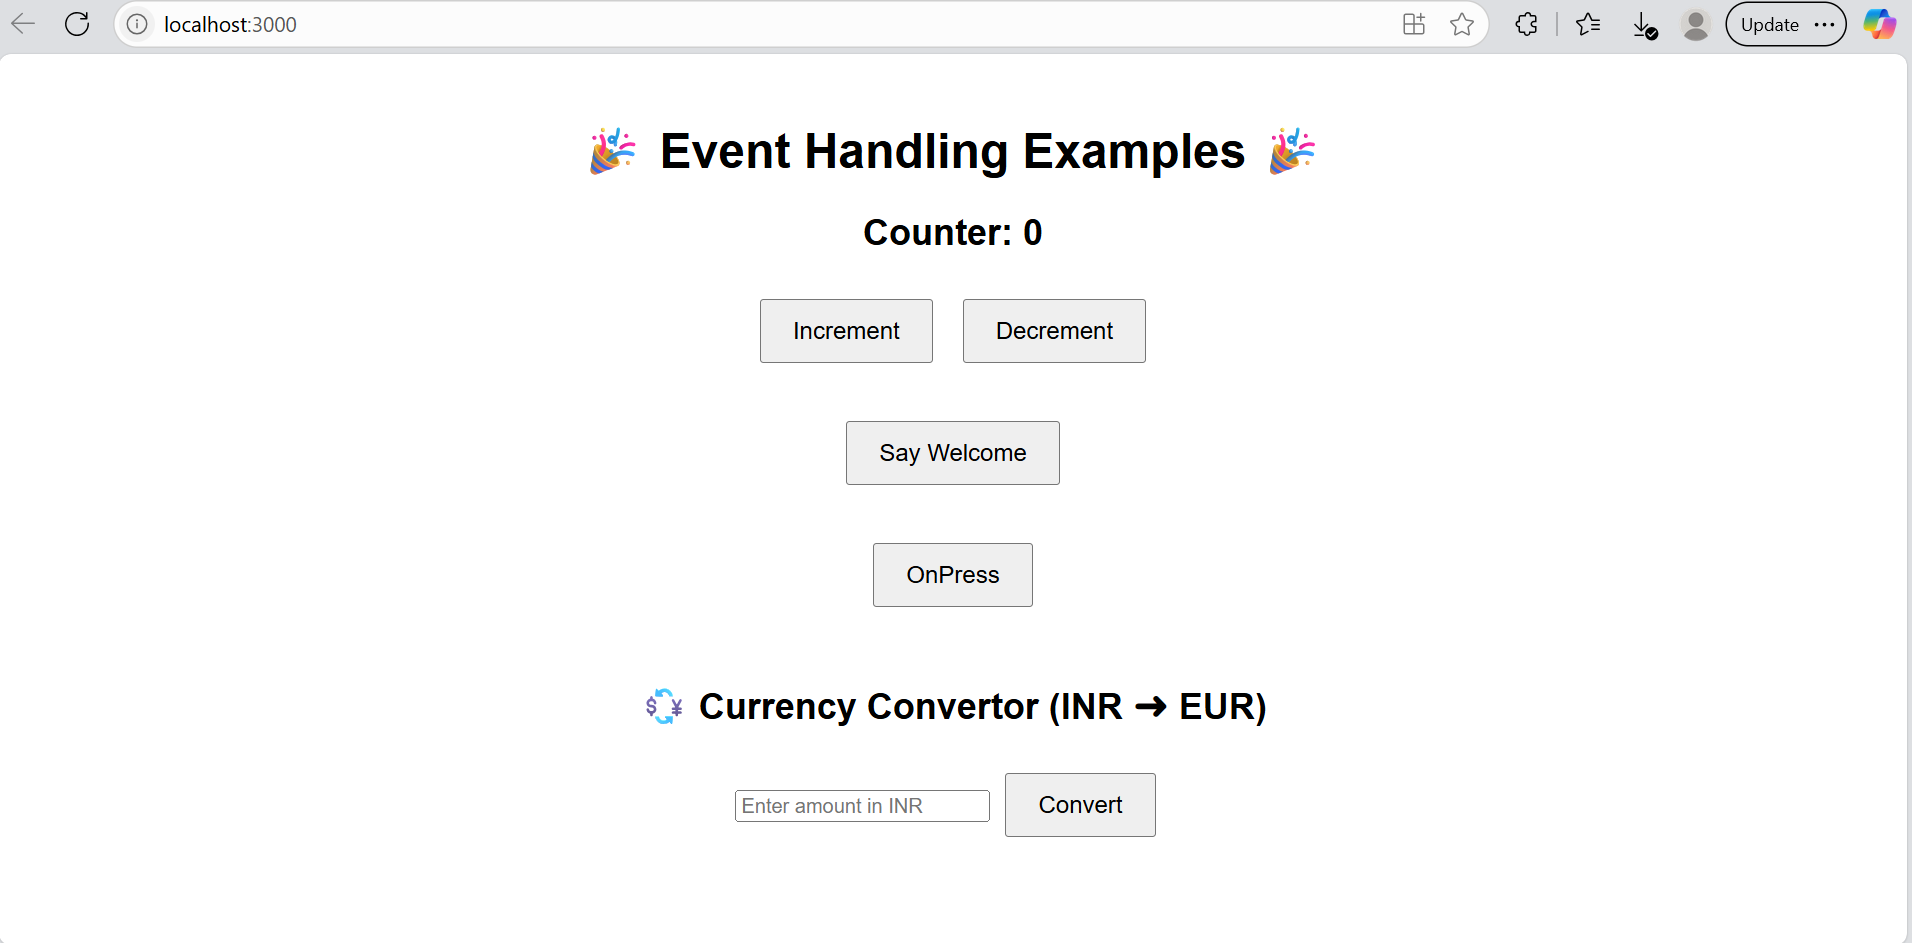 localhost:3000
Update
Event Handling Examples
Counter: 0
Increment Decrement
Say Welcome
OnPress
Currency Convertor (INR ➜ EUR)
Enter amount in INR Convert